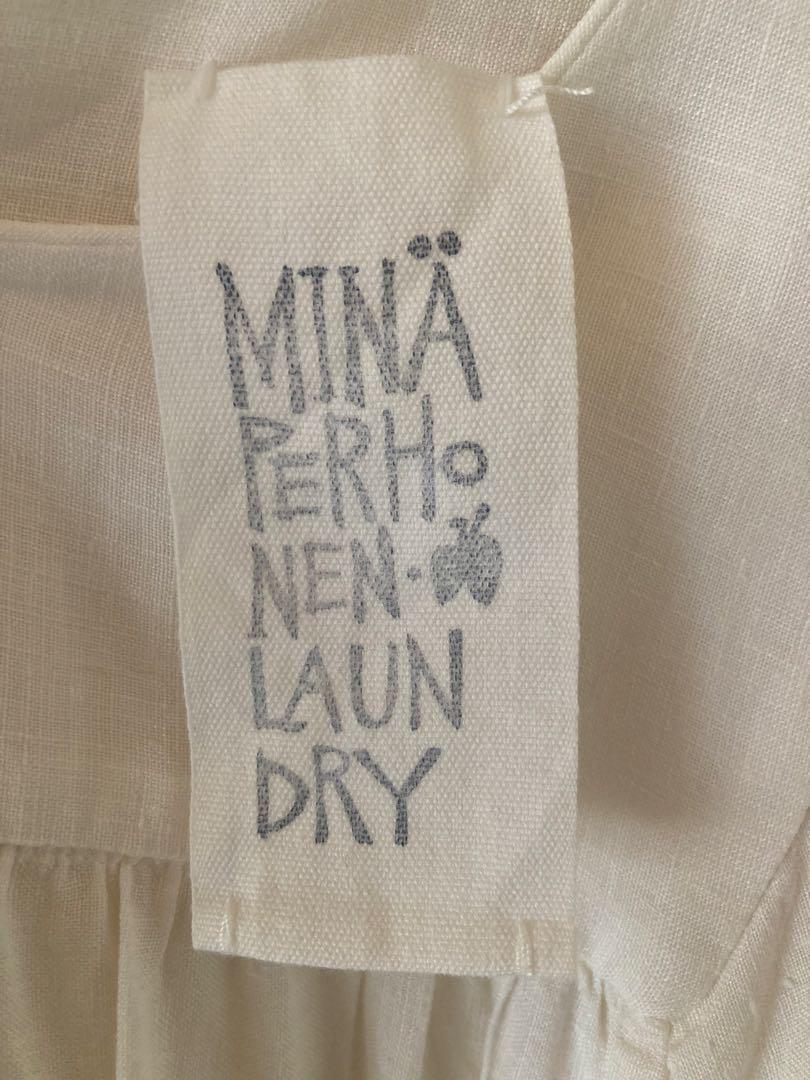 MINÄ
PERHO
NEN·
LAUN
DRY